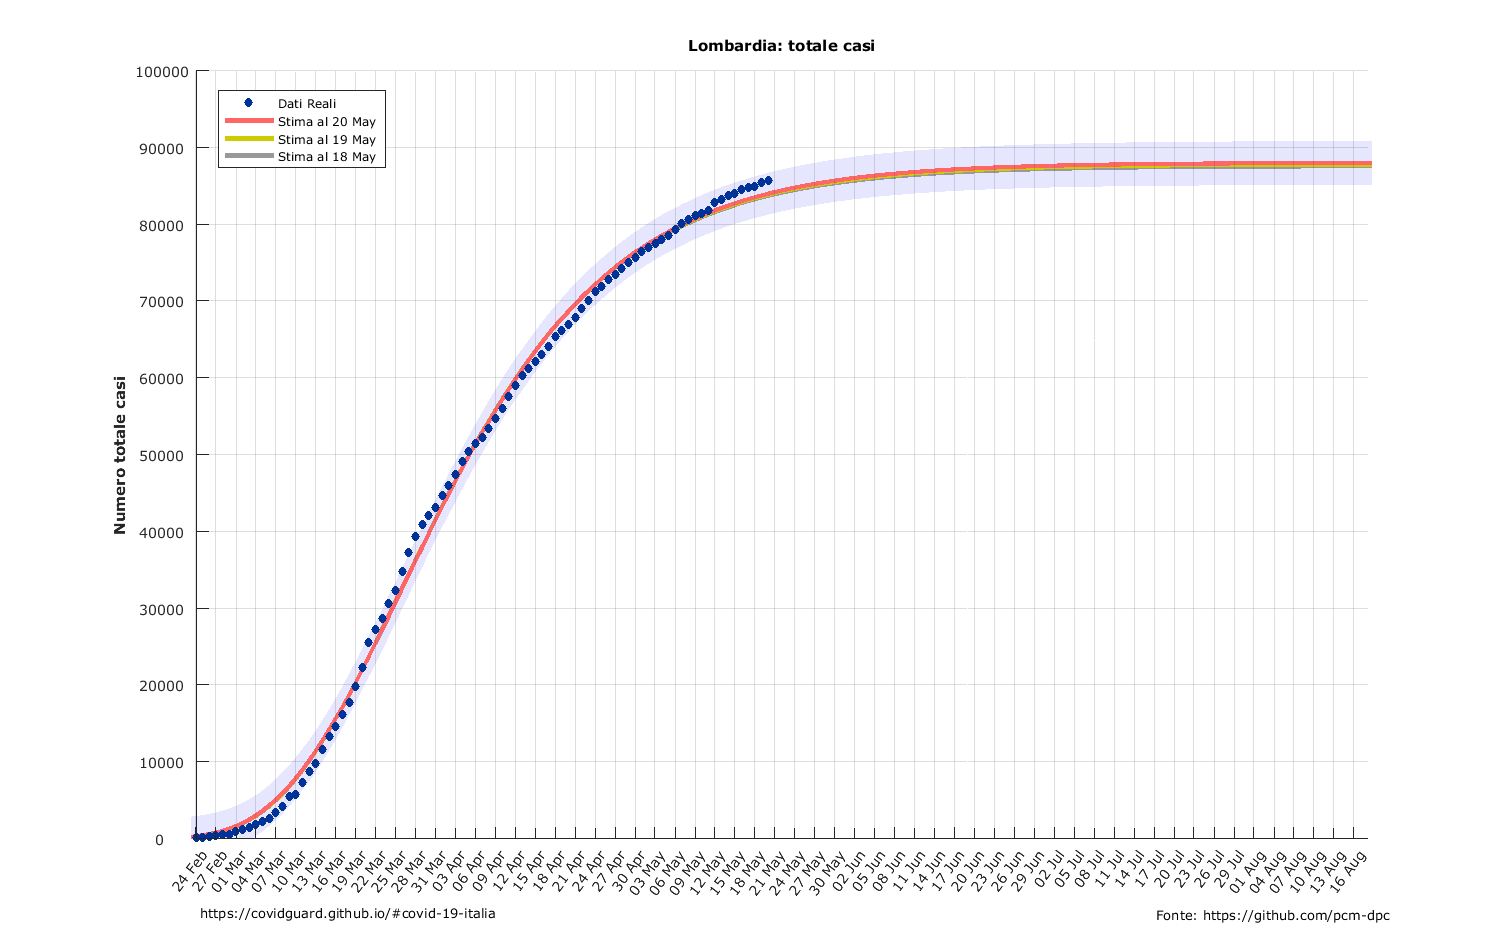 Lombardia: totale casi
100000
90000
80000
70000
60000
50000
40000
30000
20000
10000
0
Numero totale casi
Dati Reali
Stima al 20 May
Stima al 19 May
Stima al 18 May
24 Feb
27 Feb
01 Mar
04 Mar
07 Mar
10 Mar
13 Mar
16 Mar
19 Mar
22 Mar
25 Mar
28 Mar
31 Mar
03 Apr
06 Apr
09 Apr
12 Apr
15 Apr
18 Apr
21 Apr
24 Apr
27 Apr
30 Apr
03 May
06 May
09 May
12 May
15 May
18 May
21 May
24 May
27 May
30 May
02 Jun
05 Jun
08 Jun
11 Jun
14 Jun
17 Jun
20 Jun
23 Jun
26 Jun
29 Jun
02 Jul
05 Jul
08 Jul
11 Jul
14 Jul
17 Jul
20 Jul
23 Jul
26 Jul
29 Jul
01 Aug
04 Aug
07 Aug
10 Aug
13 Aug
16 Aug
https://covidguard.github.io/#covid-19-italia
Fonte: https://github.com/pcm-dpc